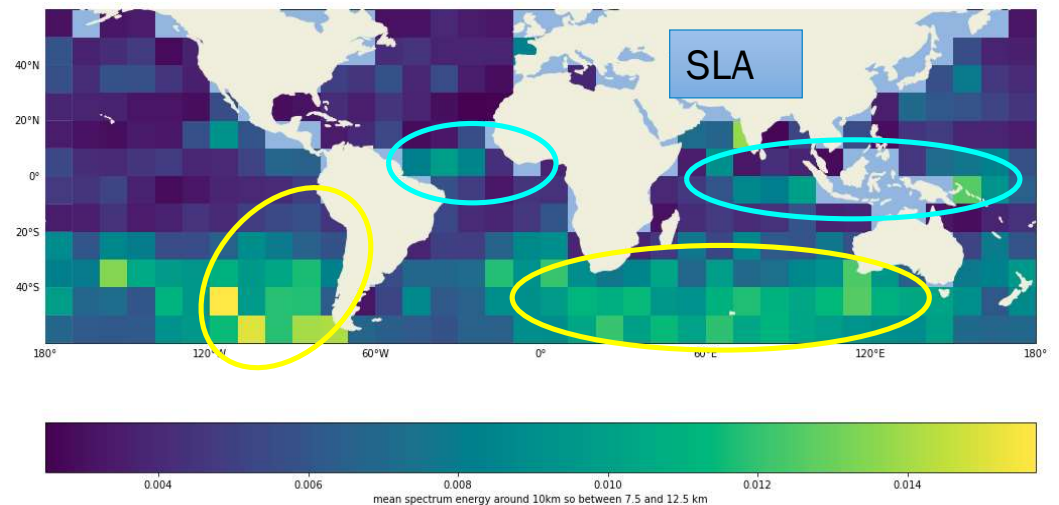 SLA
40°N
20°N
0°
20°S
40°S
180° 120°W 60°W 0° 60°E 120°E 180°
0.004 0.006 0.008 0.010 0.012 0.014
mean spectrum energy around 10km so between 7.5 and 12.5 km